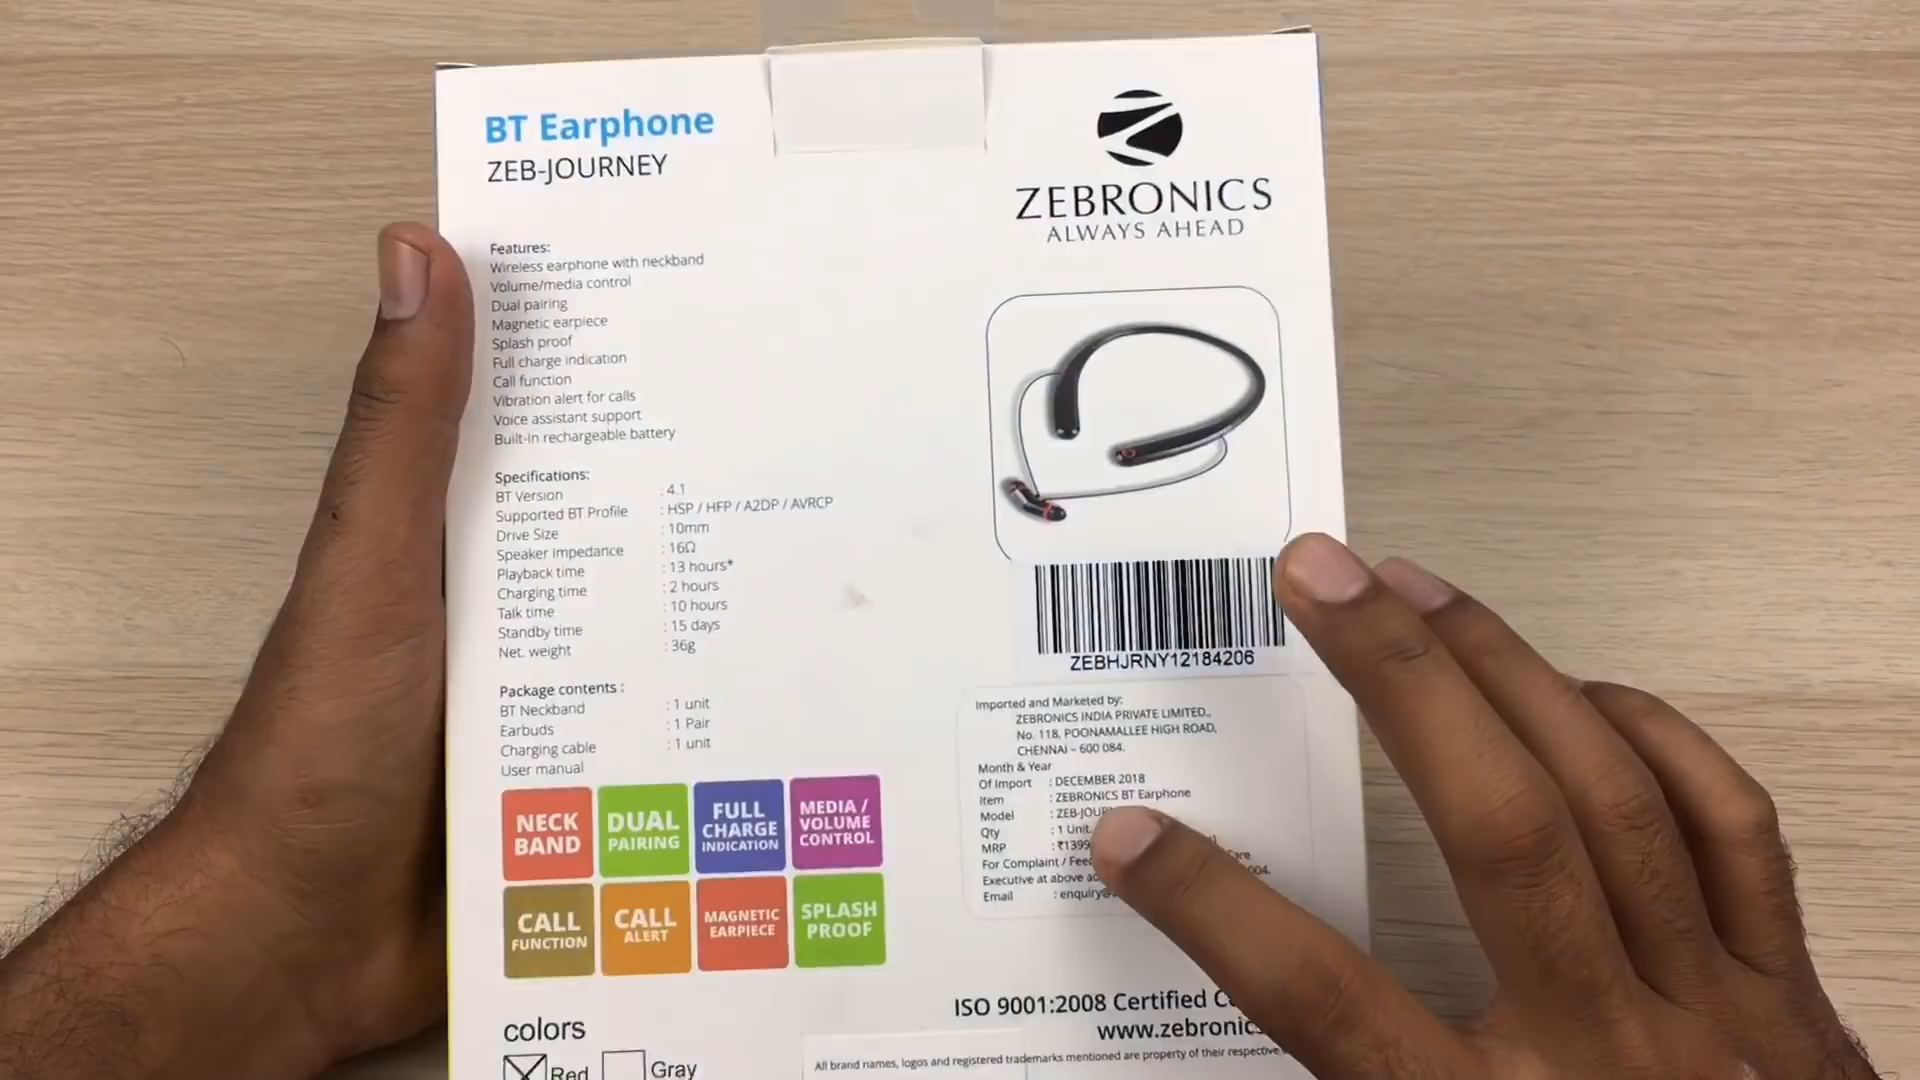 BT Earphone
ZEB-JOURNEY
ZEBRONICS
ALWAYS AHEAD
Features:
Wireless earphone with neckband
Volume/media control
Dual pairing
Magnetic earpiece
Splash proof
Full charge indication
Call function
Vibration alert for calls
Voice assistant support
Built-in rechargeable battery
Specifications:
BT Version : 4.1
Supported BT Profile : HSP / HFP / A2DP / AVRCP
Drive Size : 10mm
Speaker impedance : 16Ω
Playback time : 13 hours*
Charging time : 2 hours
Talk time : 10 hours
Standby time : 15 days
Net. weight : 36g
Package contents :
BT Neckband : 1 unit
Earbuds : 1 Pair
Charging cable : 1 unit
User manual
NECK BAND
DUAL PAIRING
FULL CHARGE INDICATION
MEDIA / VOLUME CONTROL
CALL FUNCTION
CALL ALERT
MAGNETIC EARPIECE
SPLASH PROOF
colors
Red
Gray
ZEBHJRNY12184206
Imported and Marketed by:
ZEBRONICS INDIA PRIVATE LIMITED.,
No. 118, POONAMALLEE HIGH ROAD,
CHENNAI – 600 084.
Month & Year
Of Import : DECEMBER 2018
Item : ZEBRONICS BT Earphone
Model : ZEB-JOUR
Qty : 1 Unit
MRP : ₹1399
For Complaint /
Executive at above 004.
Email : enquiry@
ISO 9001:2008 Certified
www.zebronic
All brand names, logos and registered trademarks mentioned are property of their respective